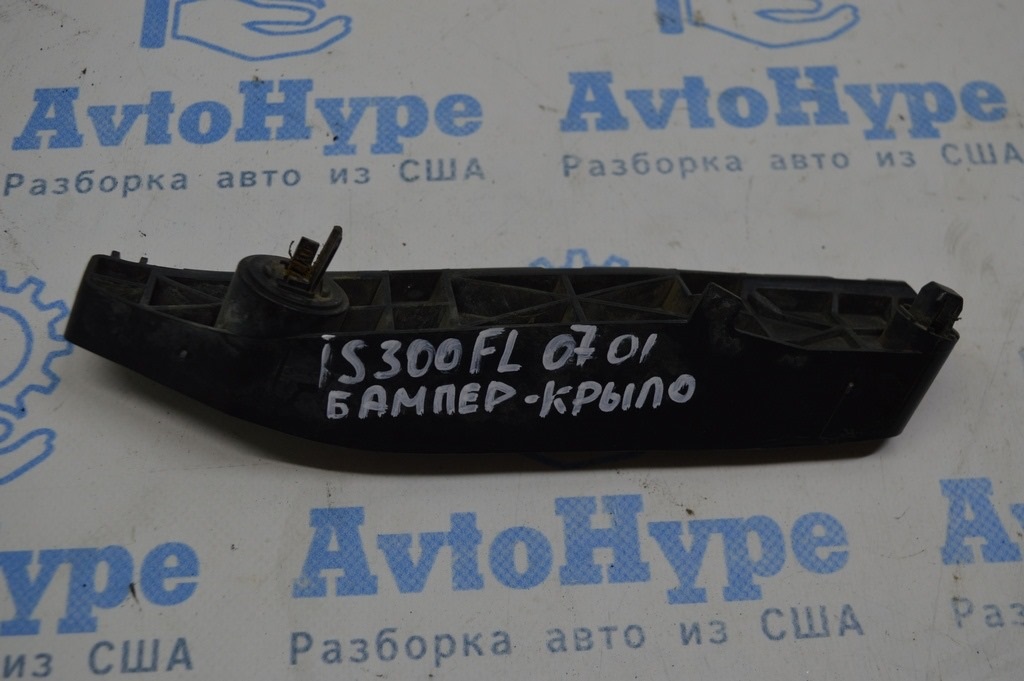 AvtoHype
AvtoHype
Разборка авто из США
Разборка авто из США
iS300FL 07 01
БАМПЕР-КРЫЛО
AvtoHype
Разборка авто из США
из США